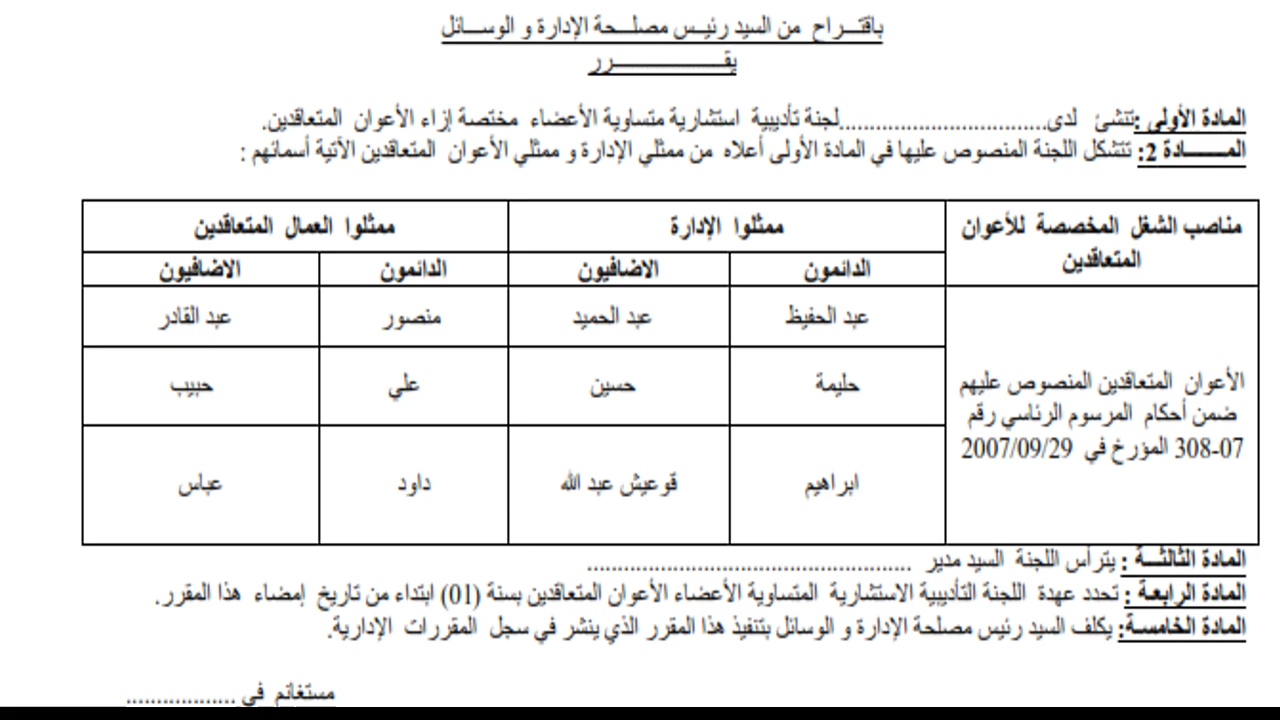 باقتـــراح من السيد رئيــس مصلـــحة الإدارة و الوســـائل
يقـــــــــــــرر
المادة الأولى :تنشئ لدى..................................لجنة تأديبية استشارية متساوية الأعضاء مختصة إزاء الأعوان المتعاقدين.
المـــــــادة 2: تتشكل اللجنة المنصوص عليها في المادة الأولى أعلاه من ممثلي الإدارة و ممثلي الأعوان المتعاقدين الآتية أسمائهم :
مناصب الشغل المخصصة للأعوان المتعاقدين ممثلوا الإدارة ممثلوا العمال المتعاقدين
الدائمون الاضافيون الدائمون الاضافيون
عبد الحفيظ عبد الحميد منصور عبد القادر
الأعوان المتعاقدين المنصوص عليهم حليمة حسين علي حبيب
ضمن أحكام المرسوم الرئاسي رقم
07-308 المؤرخ في 2007/09/29
ابراهيم قوعيش عبد الله داود عباس
المادة الثالثــة : يترأس اللجنة السيد مدير .....................................................
المادة الرابعـة : تحدد عهدة اللجنة التأديبية الاستشارية المتساوية الأعضاء الأعوان المتعاقدين بسنة (01) ابتداء من تاريخ إمضاء هذا المقرر.
المادة الخامســة: يكلف السيد رئيس مصلحة الإدارة و الوسائل بتنفيذ هذا المقرر الذي ينشر في سجل المقررات الإدارية.
مستغانم في ..................